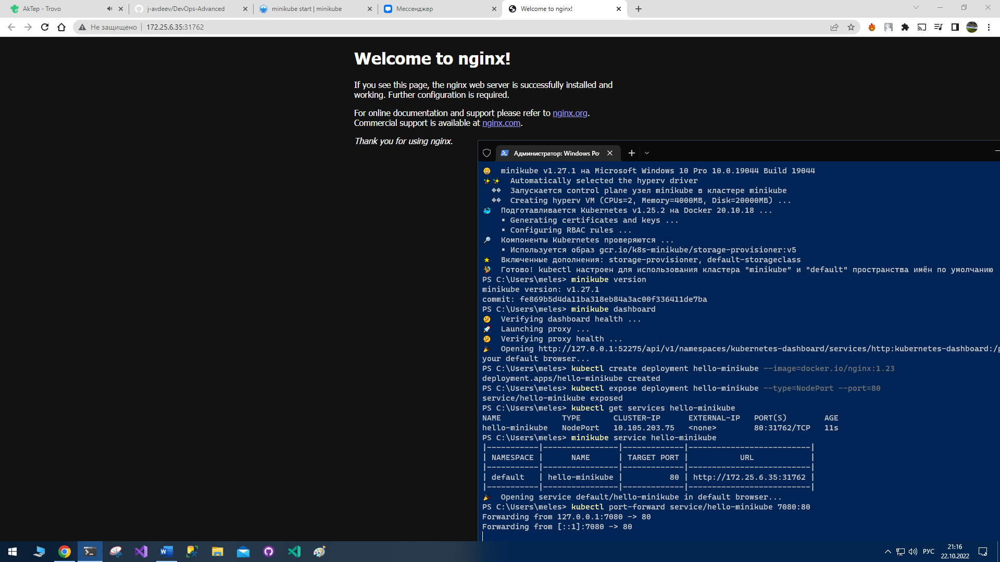 AkTep - Trovo
j-avdeev/DevOps-Advanced
minikube start | minikube
Мессенджер
Welcome to nginx!
Не защищено
172.25.6.35:31762
Welcome to nginx!
If you see this page, the nginx web server is successfully installed and
working. Further configuration is required.
For online documentation and support please refer to nginx.org.
Commercial support is available at nginx.com.
Thank you for using nginx.
Администратор: Windows Po
minikube v1.27.1 на Microsoft Windows 10 Pro 10.0.19044 Build 19044
Automatically selected the hyperv driver
Запускается control plane узел minikube в кластере minikube
Creating hyperv VM (CPUs=2, Memory=4000MB, Disk=20000MB) ...
Подготавливается Kubernetes v1.25.2 на Docker 20.10.18 ...
▪ Generating certificates and keys ...
▪ Configuring RBAC rules ...
Компоненты Kubernetes проверяются ...
▪ Используется образ gcr.io/k8s-minikube/storage-provisioner:v5
Включенные дополнения: storage-provisioner, default-storageclass
Готово! kubectl настроен для использования кластера "minikube" и "default" пространства имён по умолчанию
PS C:\Users\meles> minikube version
minikube version: v1.27.1
commit: fe869b5d4da11ba318eb84a3ac00f336411de7ba
PS C:\Users\meles> minikube dashboard
Verifying dashboard health ...
Launching proxy ...
Verifying proxy health ...
Opening http://127.0.0.1:52275/api/v1/namespaces/kubernetes-dashboard/services/http:kubernetes-dashboard:/p
your default browser...
PS C:\Users\meles> kubectl create deployment hello-minikube --image=docker.io/nginx:1.23
deployment.apps/hello-minikube created
PS C:\Users\meles> kubectl expose deployment hello-minikube --type=NodePort --port=80
service/hello-minikube exposed
PS C:\Users\meles> kubectl get services hello-minikube
NAME TYPE CLUSTER-IP EXTERNAL-IP PORT(S) AGE
hello-minikube NodePort 10.105.203.75 <none> 80:31762/TCP 11s
PS C:\Users\meles> minikube service hello-minikube
|-----------|----------------|-------------|--------------------------|
| NAMESPACE | NAME | TARGET PORT | URL |
|-----------|----------------|-------------|--------------------------|
| default | hello-minikube | 80 | http://172.25.6.35:31762 |
|-----------|----------------|-------------|--------------------------|
Opening service default/hello-minikube in default browser...
PS C:\Users\meles> kubectl port-forward service/hello-minikube 7080:80
Forwarding from 127.0.0.1:7080 -> 80
Forwarding from [::1]:7080 -> 80
РУС
21:16
22.10.2022